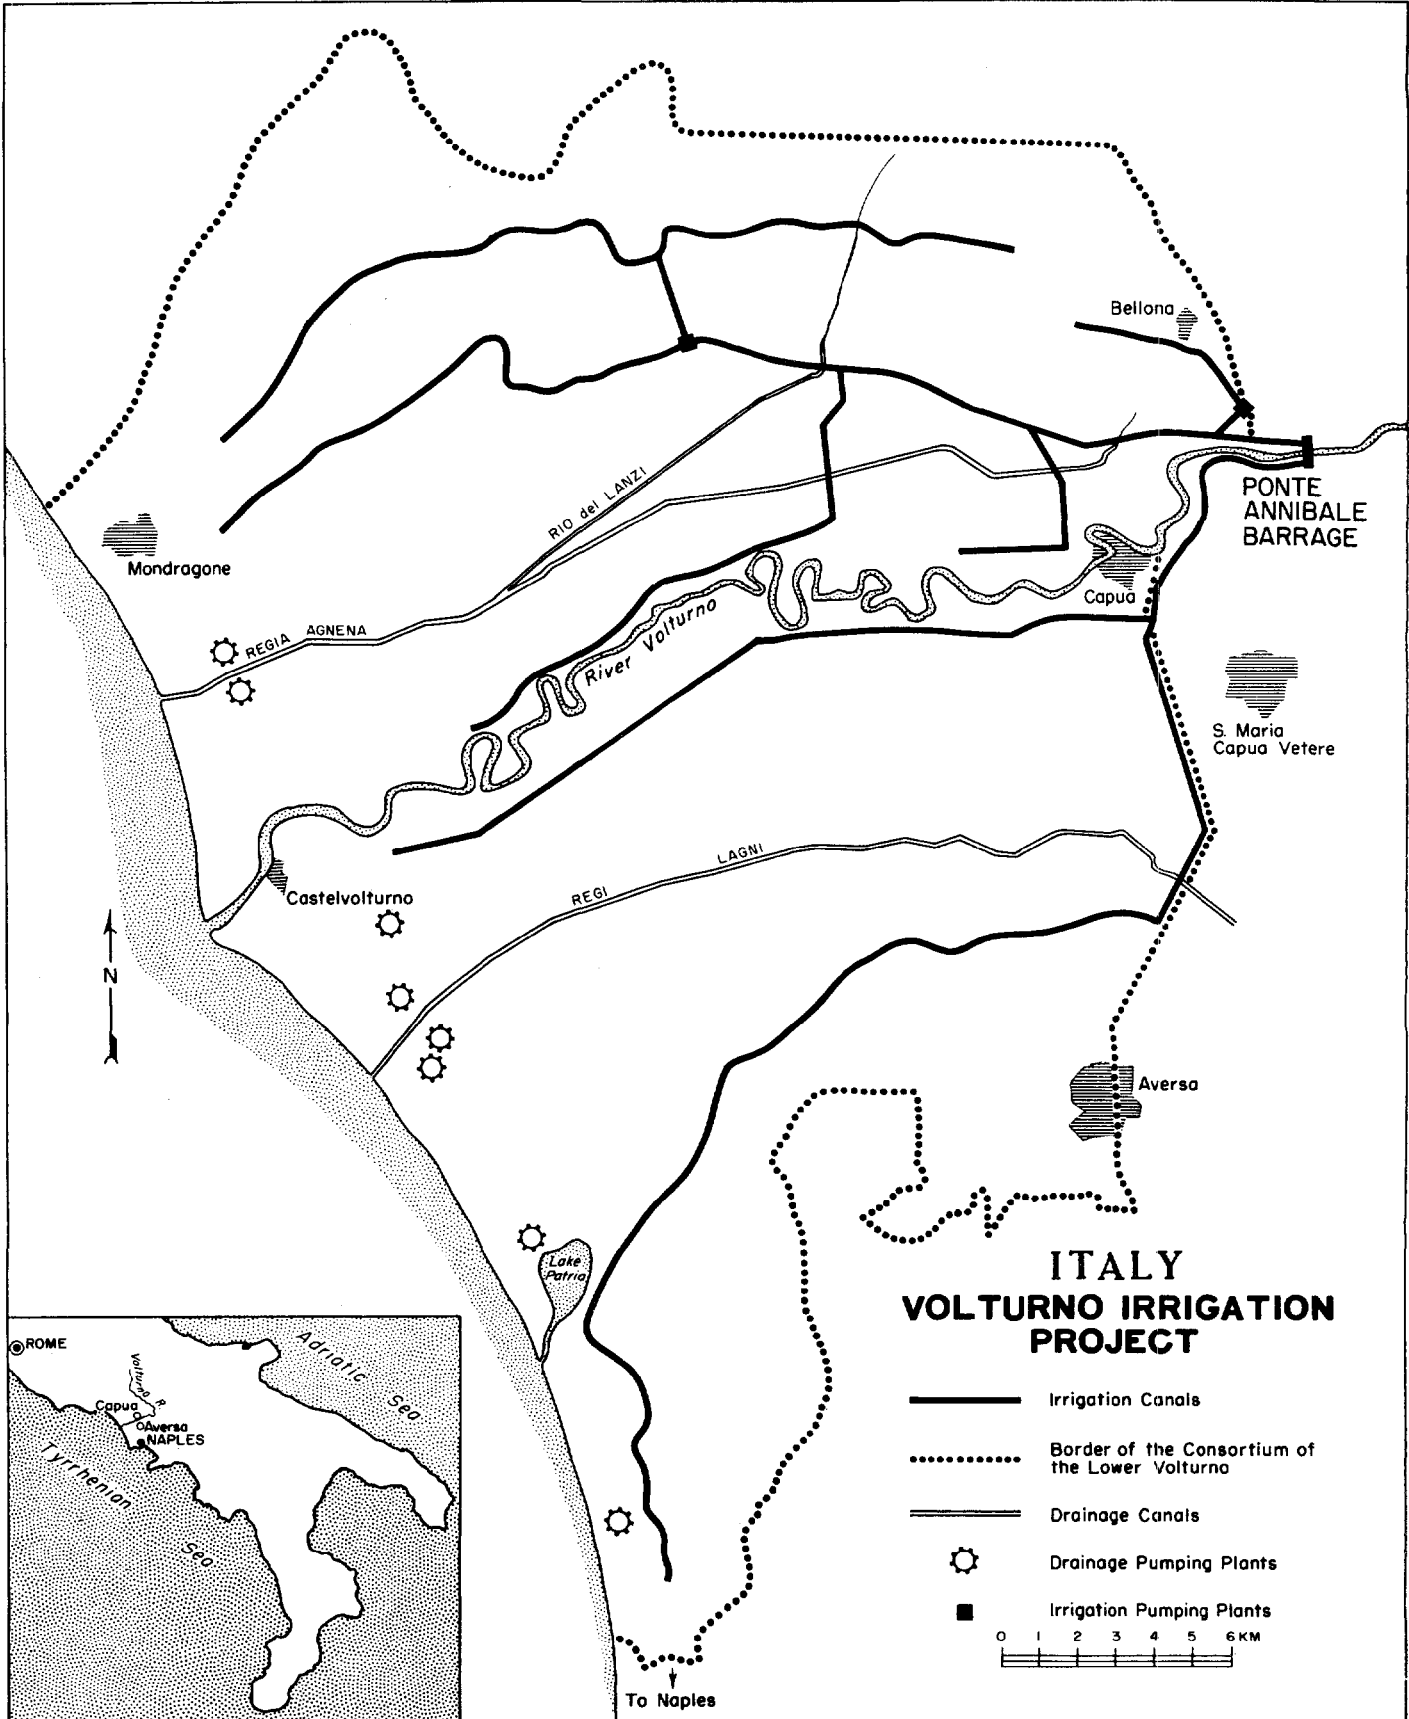 Bellona
PONTE
ANNIBALE
BARRAGE
RIO del LANZI
Mondragone
Capua
REGIA AGNENA
River Volturno
S. Maria
Capua Vetere
LAGNI
REGI
Castelvolturno
N
Aversa
Lake
Patria
ITALY
VOLTURNO IRRIGATION
PROJECT
Irrigation Canals
Border of the Consortium of
the Lower Volturno
Drainage Canals
Drainage Pumping Plants
Irrigation Pumping Plants
0 1 2 3 4 5 6 KM
To Naples
ROME
Adriatic Sea
Volturno R.
Capua
Aversa
NAPLES
Tyrrhenian Sea